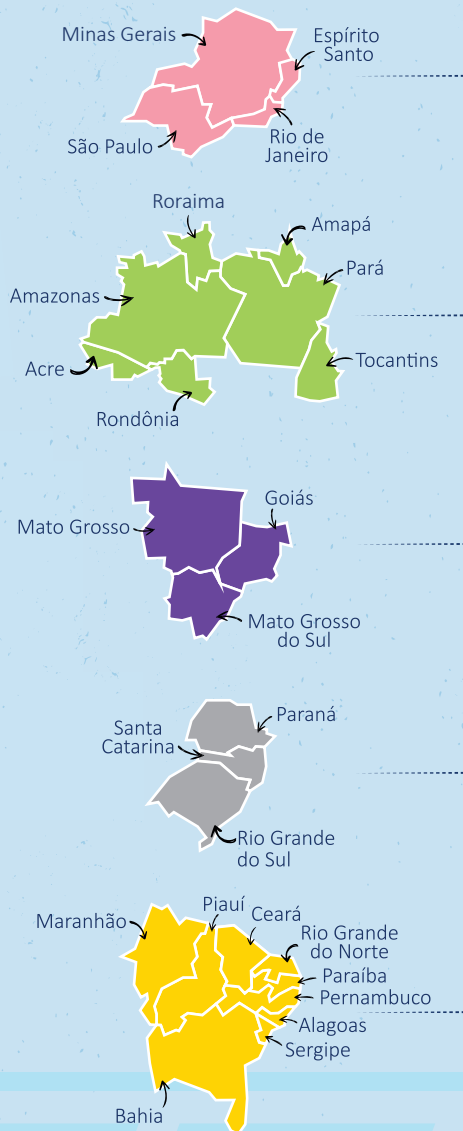 Minas Gerais
Espírito
Santo
São Paulo
Rio de
Janeiro
Roraima
Amapá
Pará
Amazonas
Acre
Tocantins
Rondônia
Goiás
Mato Grosso
Mato Grosso
do Sul
Paraná
Santa
Catarina
Rio Grande
do Sul
Piauí
Ceará
Maranhão
Rio Grande
do Norte
Paraíba
Pernambuco
Alagoas
Sergipe
Bahia